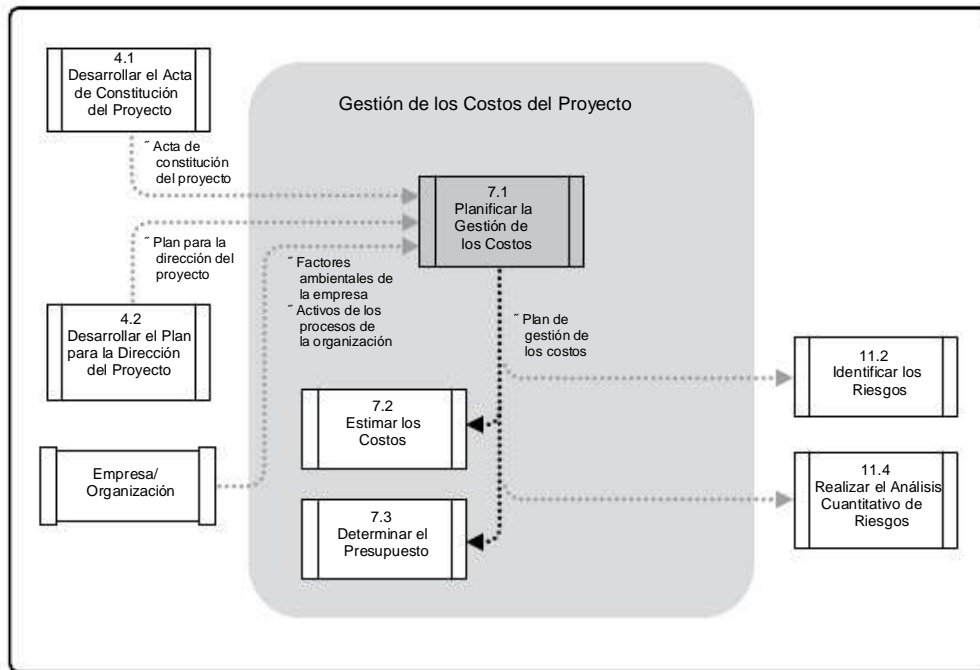 4.1
Desarrollar el Acta
de Constitución
del Proyecto
Gestión de los Costos del Proyecto
˝ Acta de
constitución
del proyecto
7.1
Planificar la
Gestión de
los Costos
˝ Plan para la
dirección del
proyecto
˝ Factores
ambientales de
la empresa
˝ Activos de los
procesos de
la organización
4.2
Desarrollar el Plan
para la Dirección
del Proyecto
˝ Plan de
gestión de
los costos
11.2
Identificar los
Riesgos
7.2
Estimar los
Costos
Empresa/
Organización
11.4
Realizar el Análisis
Cuantitativo de
Riesgos
7.3
Determinar el
Presupuesto